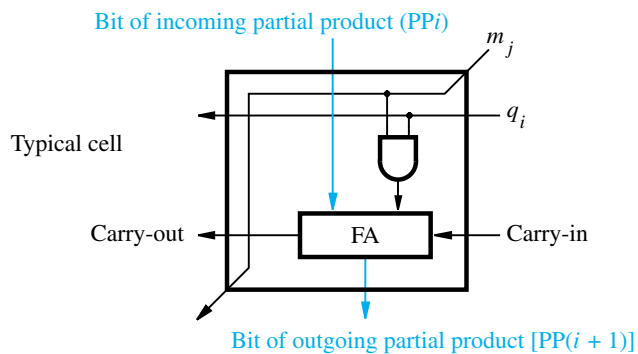 Bit of incoming partial product (PPi)
m j
q i
Typical cell
Carry-out
FA
Carry-in
Bit of outgoing partial product [PP(i + 1)]